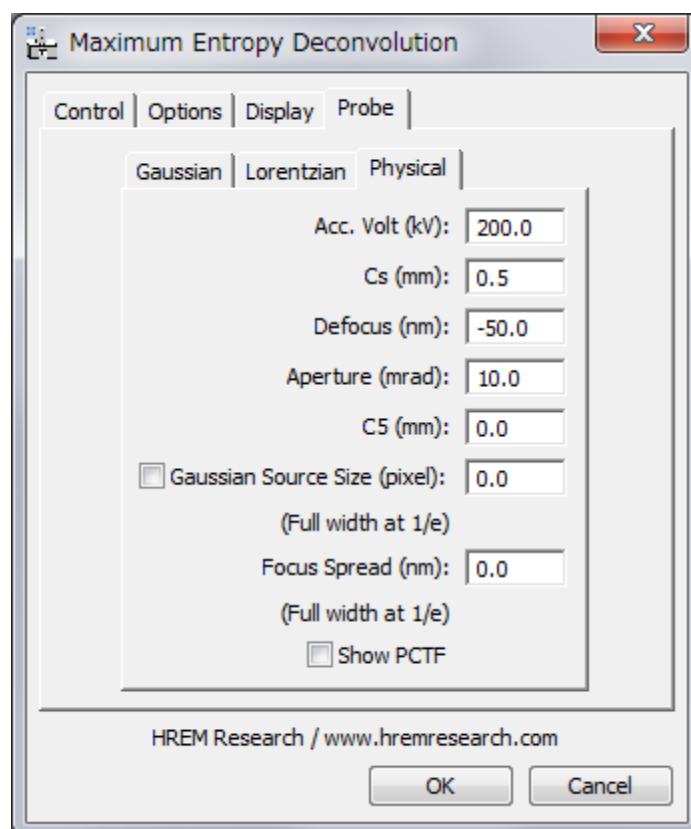 Maximum Entropy Deconvolution
Control Options Display Probe
Gaussian Lorentzian Physical
Acc. Volt (kV): 200.0
Cs (mm): 0.5
Defocus (nm): -50.0
Aperture (mrad): 10.0
C5 (mm): 0.0
Gaussian Source Size (pixel): 0.0
(Full width at 1/e)
Focus Spread (nm): 0.0
(Full width at 1/e)
Show PCTF
HREM Research / www.hremresearch.com
OK Cancel